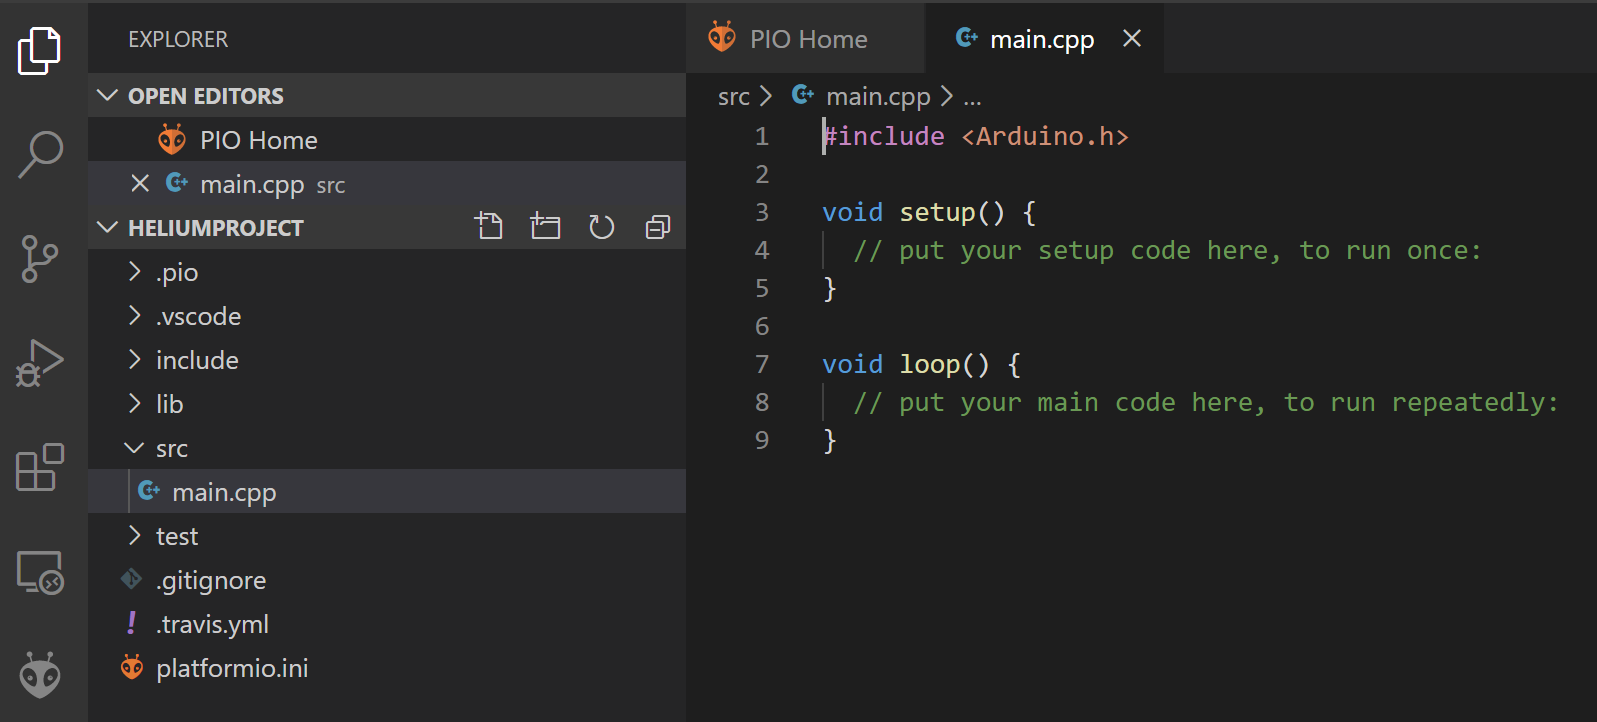 EXPLORER
OPEN EDITORS
PIO Home
main.cpp src
HELIUMPROJECT
.pio
.vscode
include
lib
src
main.cpp
test
.gitignore
.travis.yml
platformio.ini
PIO Home
main.cpp
src > main.cpp > ...
1 #include <Arduino.h>
2
3 void setup() {
4   // put your setup code here, to run once:
5 }
6
7 void loop() {
8   // put your main code here, to run repeatedly:
9 }